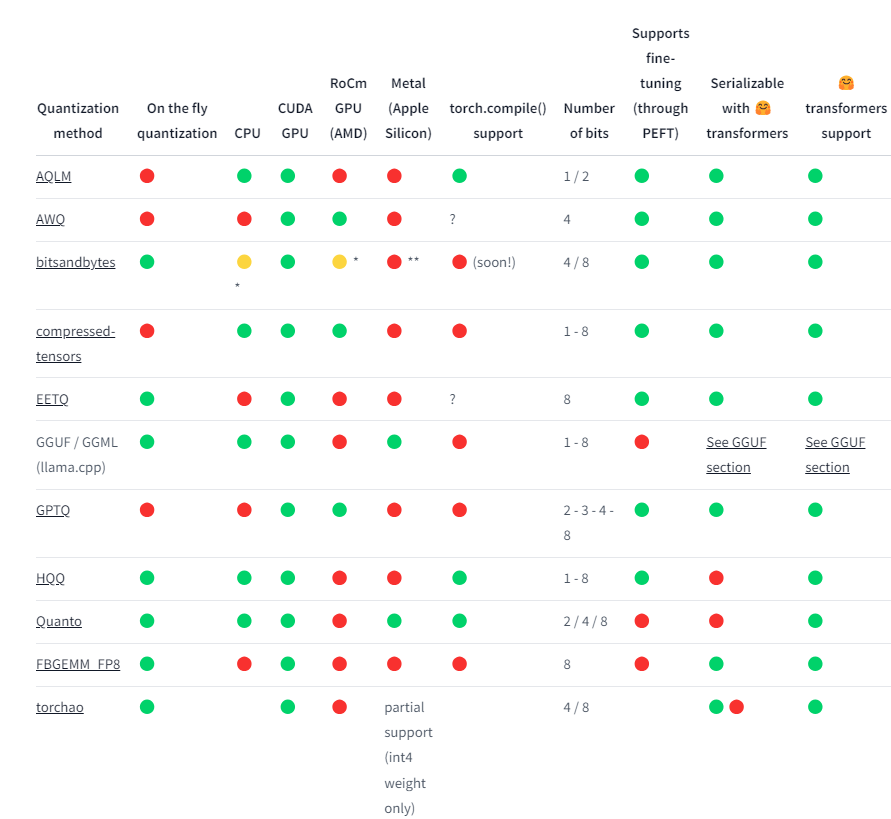 Quantization method
On the fly quantization
CPU
CUDA GPU
RoCm GPU (AMD)
Metal (Apple Silicon)
torch.compile() support
Number of bits
Supports fine-tuning (through PEFT)
Serializable with 🤗 transformers
🤗 transformers support
AQLM 🔴 🟢 🟢 🔴 🔴 🟢 1 / 2 🟢 🟢 🟢
AWQ 🔴 🔴 🟢 🟢 🔴 ? 4 🟢 🟢 🟢
bitsandbytes 🟢 🟡 * 🟢 🟡 * 🔴 ** 🔴 (soon!) 4 / 8 🟢 🟢 🟢
compressed-tensors 🔴 🟢 🟢 🟢 🔴 🔴 1 - 8 🟢 🟢 🟢
EETQ 🟢 🔴 🟢 🔴 🔴 ? 8 🟢 🟢 🟢
GGUF / GGML (llama.cpp) 🟢 🟢 🟢 🔴 🟢 🔴 1 - 8 🔴 See GGUF section See GGUF section
GPTQ 🔴 🔴 🟢 🟢 🔴 🔴 2 - 3 - 4 - 8 🟢 🟢 🟢
HQQ 🟢 🟢 🟢 🔴 🔴 🟢 1 - 8 🟢 🔴 🟢
Quanto 🟢 🟢 🟢 🔴 🟢 🟢 2 / 4 / 8 🔴 🔴 🟢
FBGEMM_FP8 🟢 🔴 🟢 🔴 🔴 🔴 8 🔴 🟢 🟢
torchao 🟢 🟢 🔴 partial support (int4 weight only) 4 / 8 🟢🔴 🟢